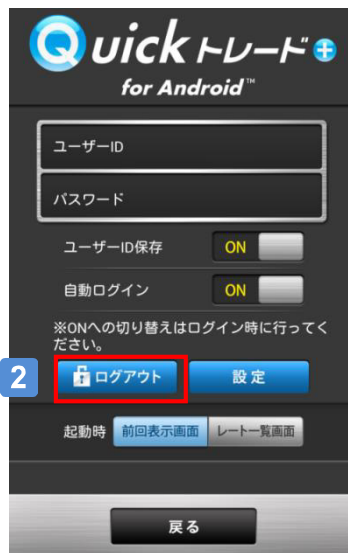 Quickトレード+
for Android™
ユーザーID
パスワード
ユーザーID保存 ON
自動ログイン ON
※ONへの切り替えはログイン時に行ってく
ださい。
2 ログアウト 設定
起動時 前回表示画面 レート一覧画面
戻る